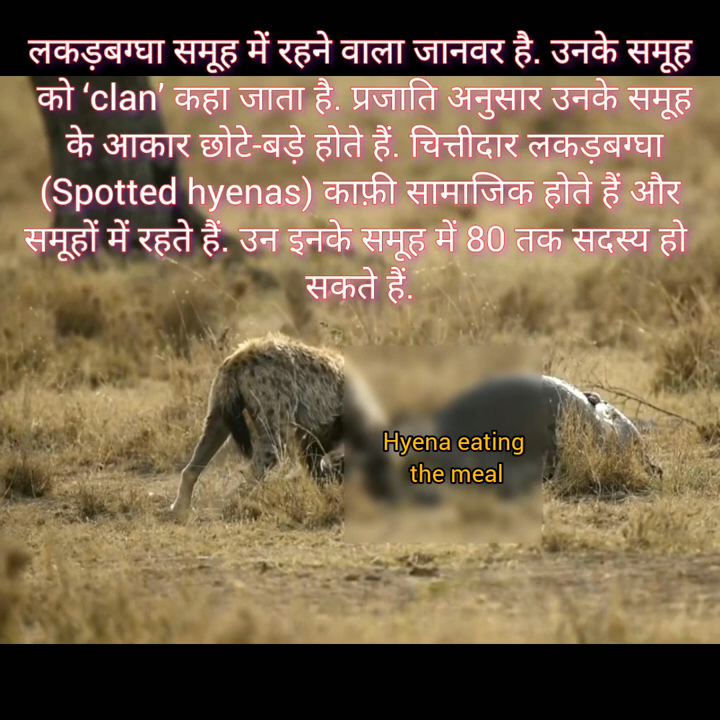 लकड़बग्घा समूह में रहने वाला जानवर है. उनके समूह
को ‘clan’ कहा जाता है. प्रजाति अनुसार उनके समूह
के आकार छोटे-बड़े होते हैं. चित्तीदार लकड़बग्घा
(Spotted hyenas) काफ़ी सामाजिक होते हैं और
समूहों में रहते हैं. उन इनके समूह में 80 तक सदस्य हो
सकते हैं.
Hyena eating
the meal